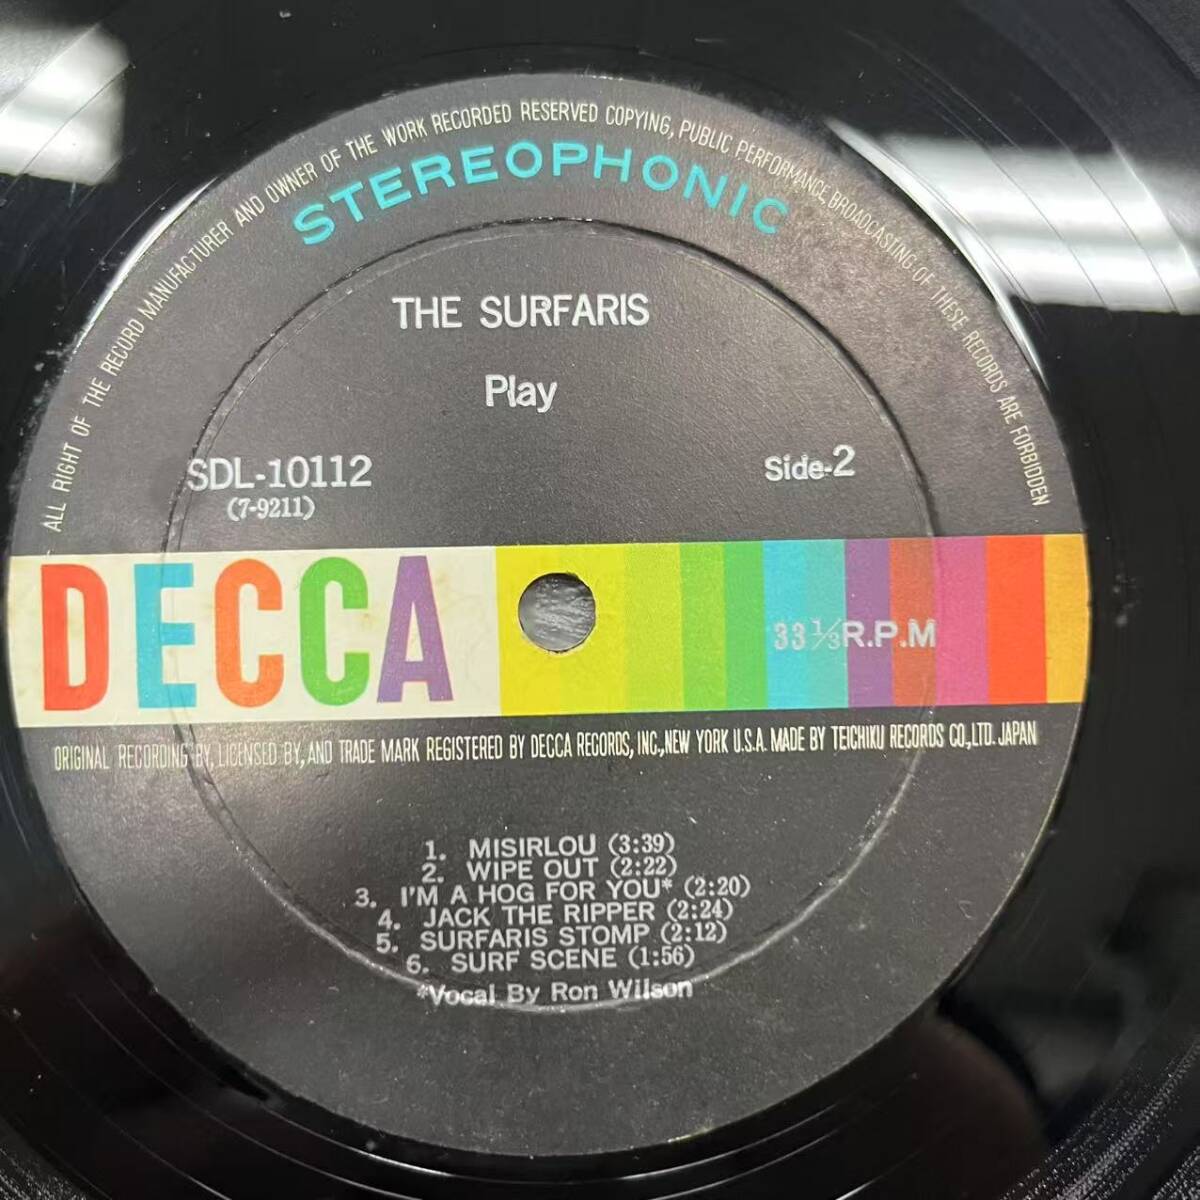 ALL RIGHT OF THE RECORD MANUFACTURER AND OWNER OF THE WORK RECORDED RESERVED COPYING, PUBLIC PERFORMANCE, BROADCASTING OF THESE RECORDS ARE FORBIDDEN
STEREOPHONIC
THE SURFARIS
Play
SDL-10112
(7-9211)
Side-2
DECCA
33 1/3 R.P.M
ORIGINAL RECORDING BY, LICENSED BY, AND TRADE MARK REGISTERED BY DECCA RECORDS, INC., NEW YORK U.S.A. MADE BY TEICHIKU RECORDS CO., LTD. JAPAN
1. MISIRLOU (3:39)
2. WIPE OUT (2:22)
3. I'M A HOG FOR YOU* (2:20)
4. JACK THE RIPPER (2:24)
5. SURFARIS STOMP (2:12)
6. SURF SCENE (1:56)
*Vocal By Ron Wilson